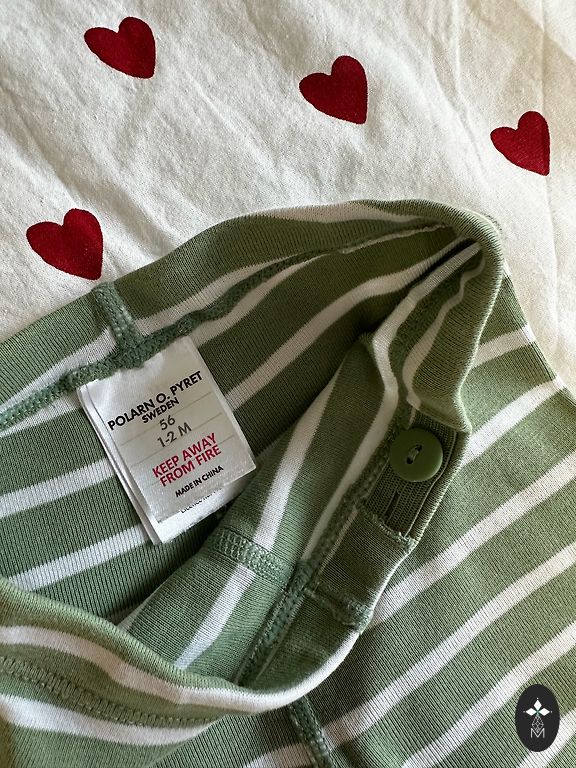 POLARN O. PYRET
SWEDEN
56
1-2 M
KEEP AWAY
FROM FIRE
MADE IN CHINA
M